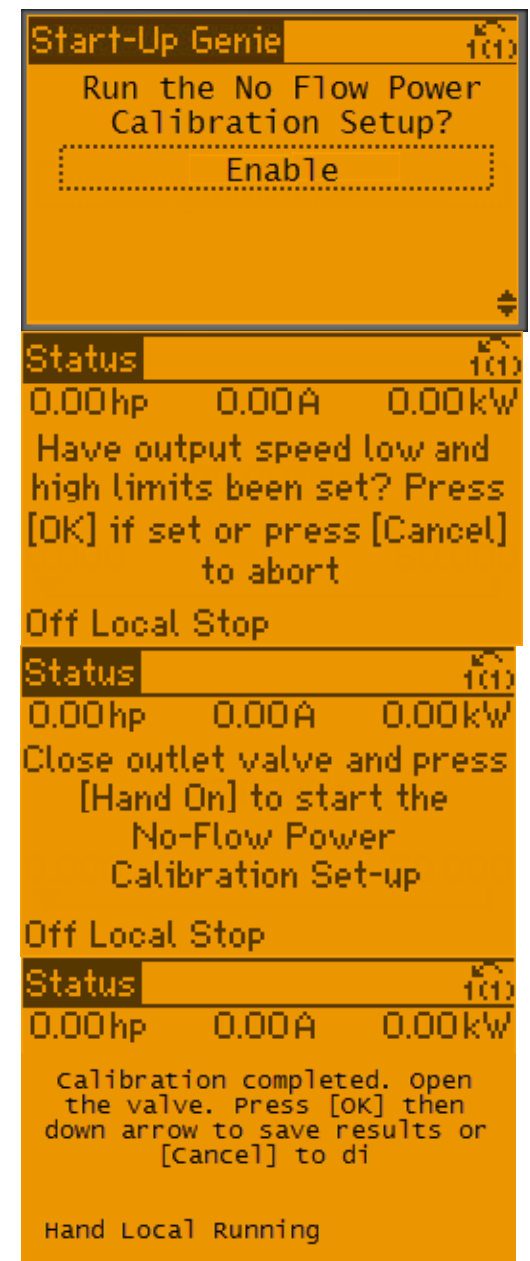 Start-Up Genie 1(1)
Run the No Flow Power
Calibration Setup?
Enable
Status 1(1)
0.00hp 0.00A 0.00kW
Have output speed low and
high limits been set? Press
[OK] if set or press [Cancel]
to abort
Off Local Stop
Status 1(1)
0.00hp 0.00A 0.00kW
Close outlet valve and press
[Hand On] to start the
No-Flow Power
Calibration Set-up
Off Local Stop
Status 1(1)
0.00hp 0.00A 0.00kW
Calibration completed. Open
the valve. Press [OK] then
down arrow to save results or
[Cancel] to di
Hand Local Running